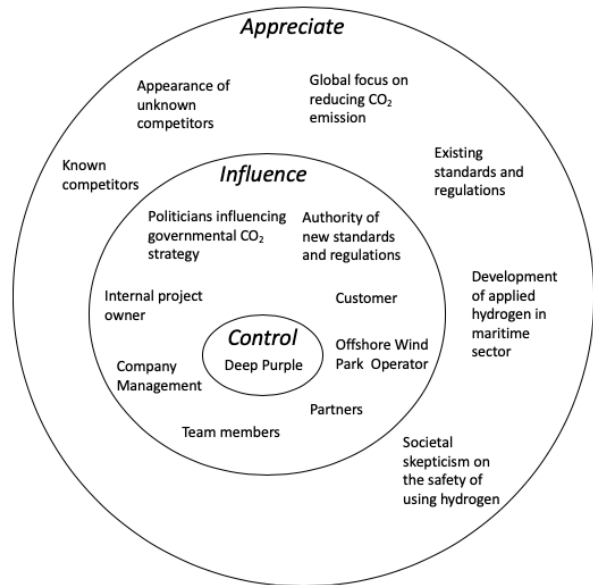 Appreciate
Appearance of
unknown
competitors
Global focus on
reducing CO₂
emission
Known
competitors
Existing
standards and
regulations
Influence
Politicians influencing
governmental CO₂
strategy
Authority of
new standards
and regulations
Development
of applied
hydrogen in
maritime
sector
Internal project
owner
Customer
Control
Deep Purple
Offshore Wind
Park Operator
Company
Management
Partners
Team members
Societal
skepticism on
the safety of
using hydrogen